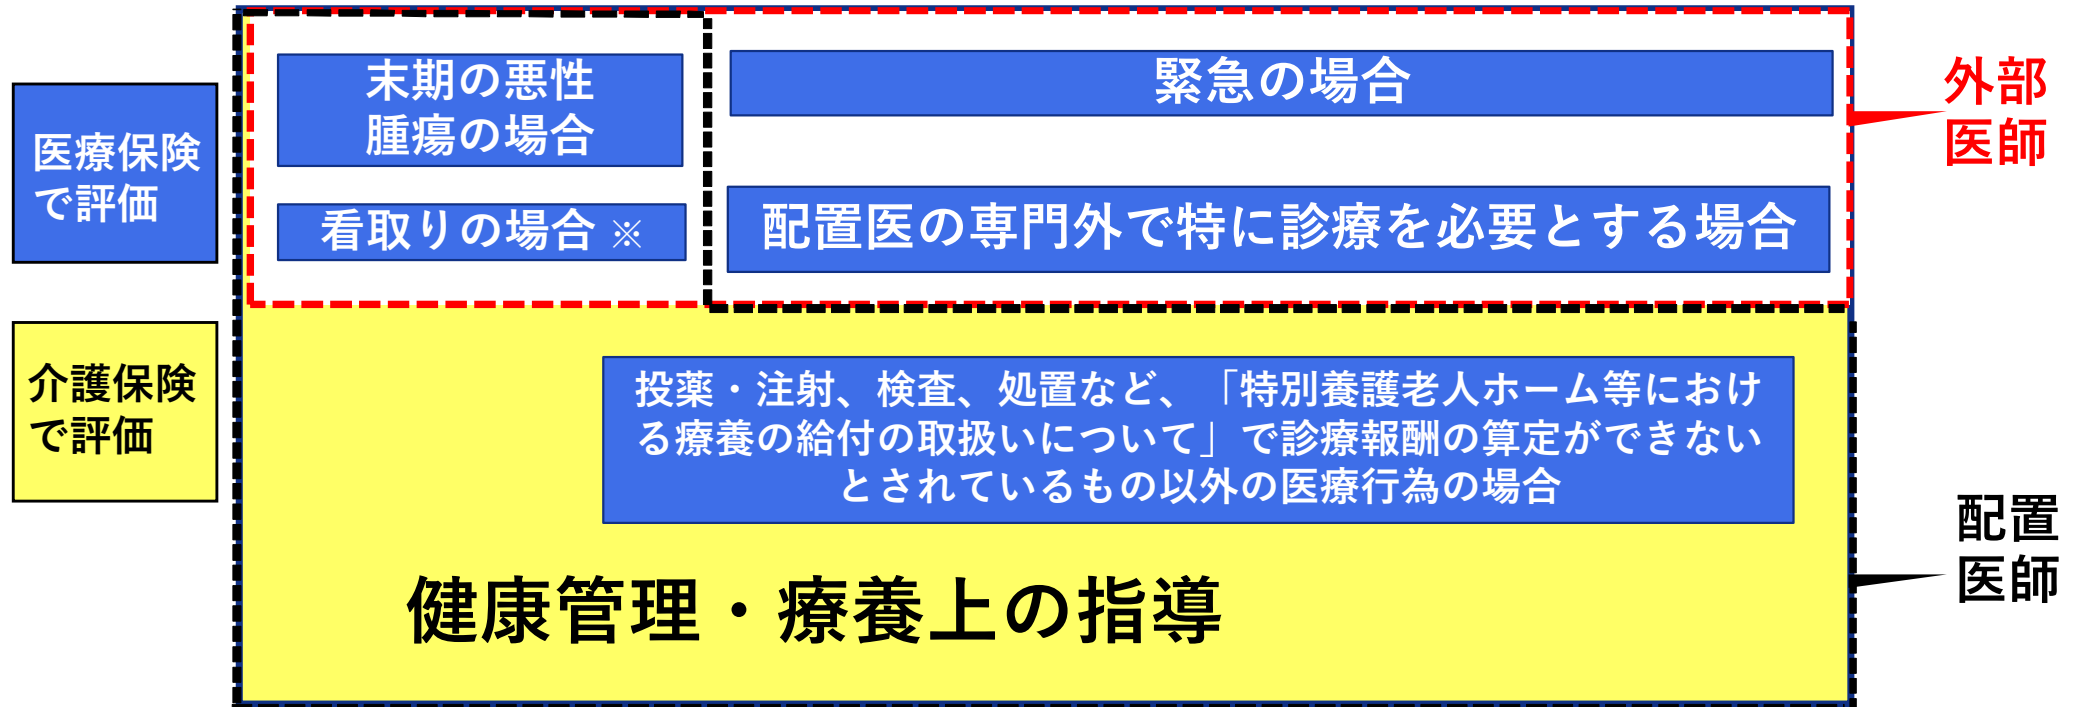 医療保険
で評価
介護保険
で評価
末期の悪性
腫瘍の場合
看取りの場合 ※
緊急の場合
配置医の専門外で特に診療を必要とする場合
投薬・注射、検査、処置など、「特別養護老人ホーム等におけ
る療養の給付の取扱いについて」で診療報酬の算定ができない
とされているもの以外の医療行為の場合
健康管理・療養上の指導
外部
医師
配置
医師